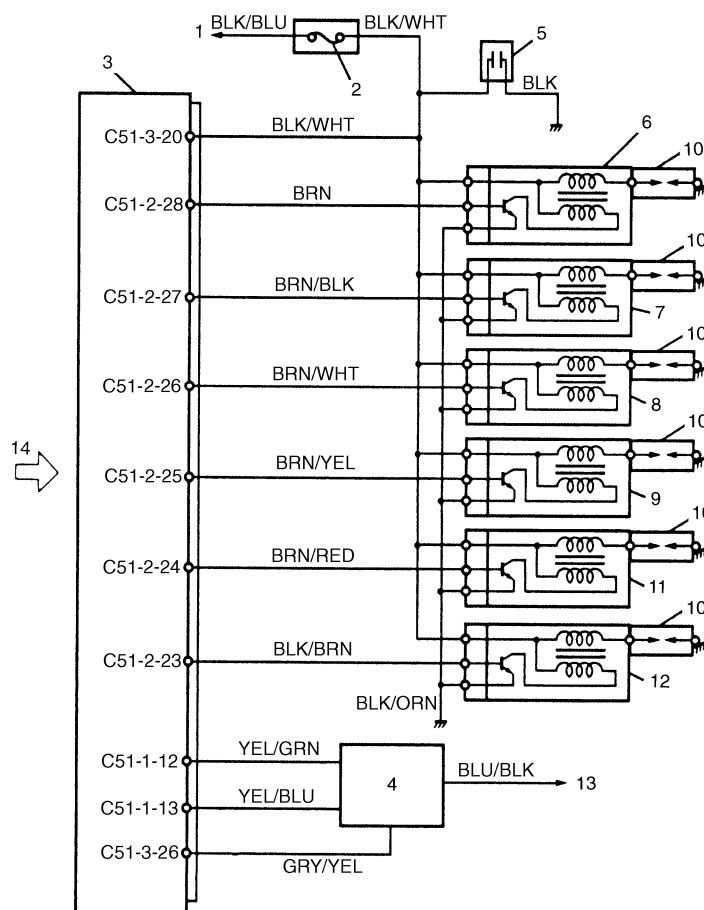 BLK/BLU BLK/WHT
1
2
5
BLK
3
C51-3-20 BLK/WHT
6 10
C51-2-28 BRN
10
C51-2-27 BRN/BLK
7
10
C51-2-26 BRN/WHT
8
10
14
C51-2-25 BRN/YEL
9
10
C51-2-24 BRN/RED
11
10
C51-2-23 BLK/BRN
12
BLK/ORN
C51-1-12 YEL/GRN
4
BLU/BLK
13
C51-1-13 YEL/BLU
C51-3-26
GRY/YEL